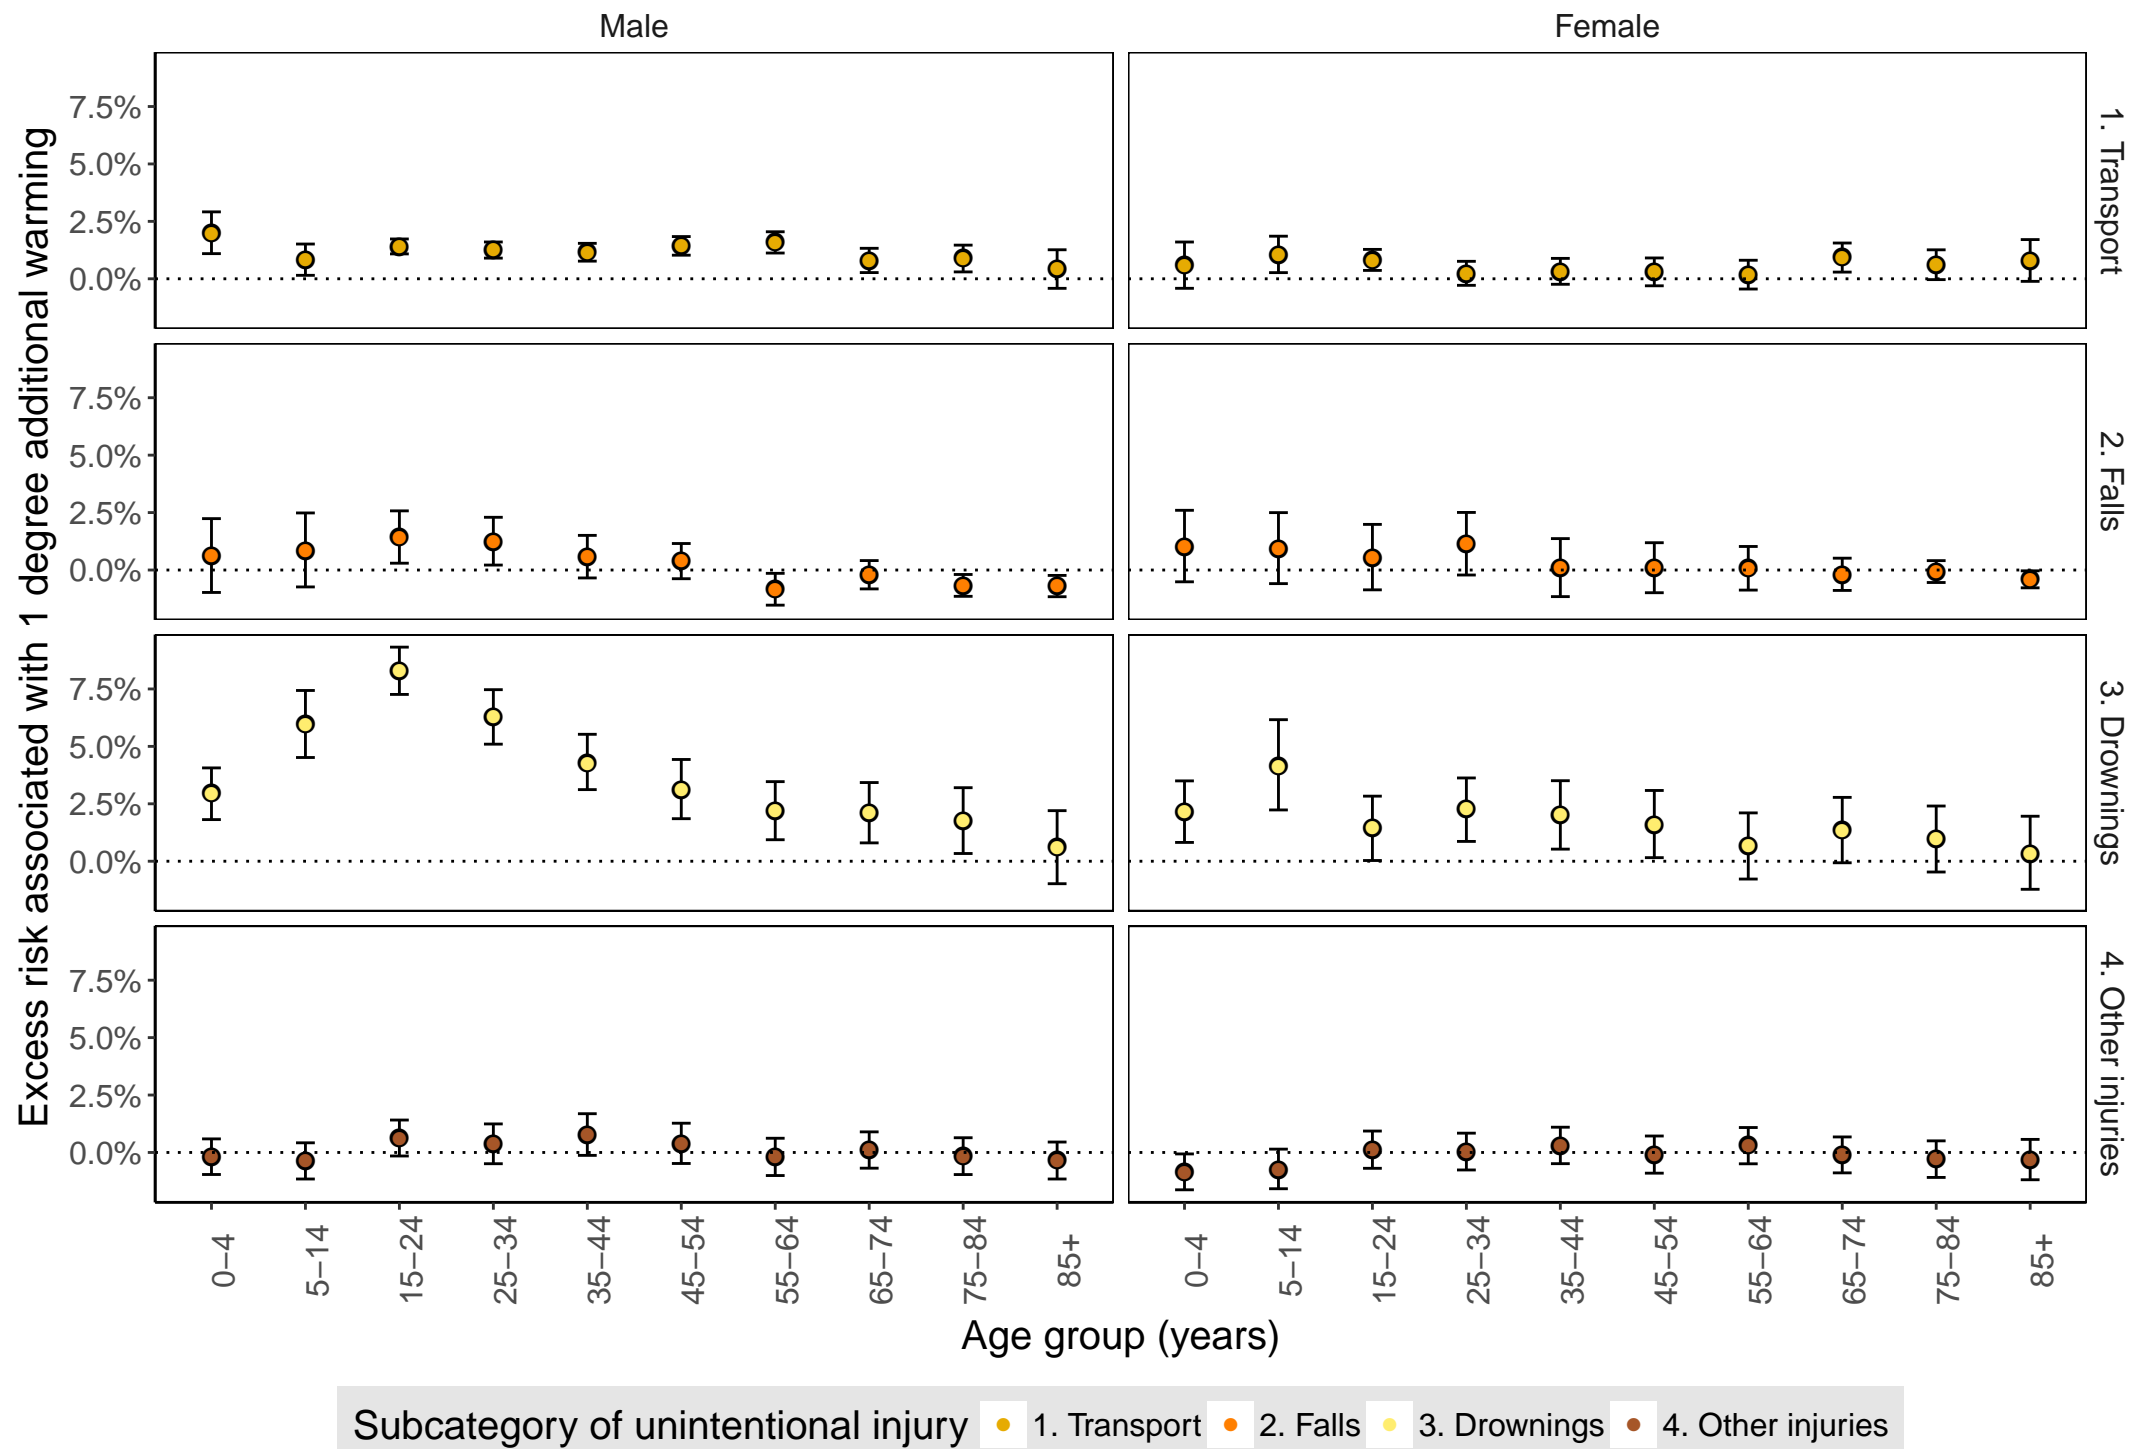 Male
Female
Excess risk associated with 1 degree additional warming
7.5%
5.0%
2.5%
0.0%
1. Transport
7.5%
5.0%
2.5%
0.0%
2. Falls
7.5%
5.0%
2.5%
0.0%
3. Drownings
7.5%
5.0%
2.5%
0.0%
4. Other injuries
0–4 5–14 15–24 25–34 35–44 45–54 55–64 65–74 75–84 85+
0–4 5–14 15–24 25–34 35–44 45–54 55–64 65–74 75–84 85+
Age group (years)
Subcategory of unintentional injury 1. Transport 2. Falls 3. Drownings 4. Other injuries